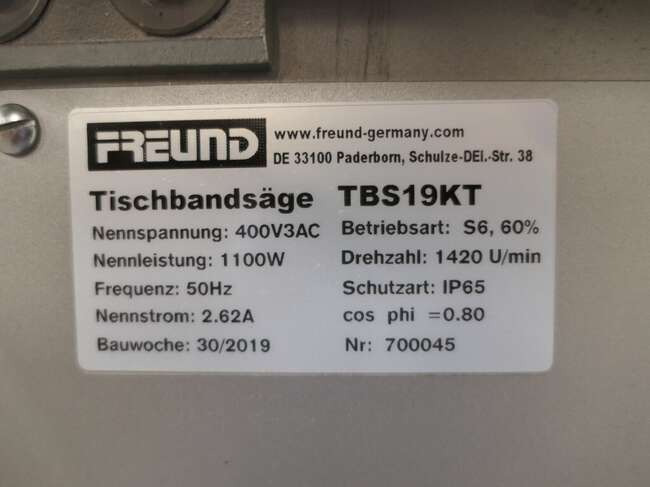 FREUND www.freund-germany.com
DE 33100 Paderborn, Schulze-DEl.-Str. 38
Tischbandsäge TBS19KT
Nennspannung: 400V3AC Betriebsart: S6, 60%
Nennleistung: 1100W Drehzahl: 1420 U/min
Frequenz: 50Hz Schutzart: IP65
Nennstrom: 2.62A cos phi =0.80
Bauwoche: 30/2019 Nr: 700045